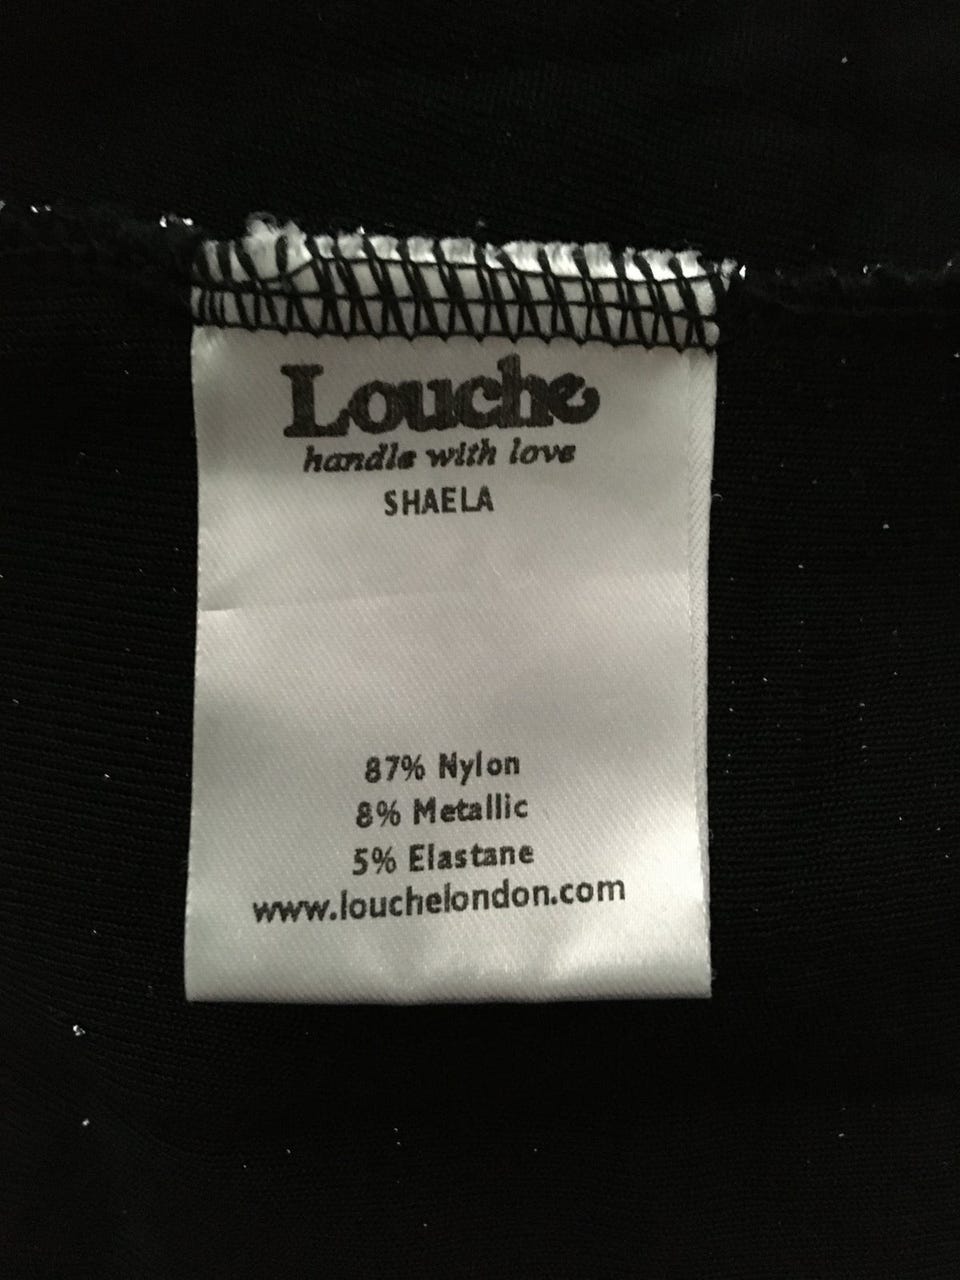 Louche
handle with love
SHAELA
87% Nylon
8% Metallic
5% Elastane
www.louchelondon.com